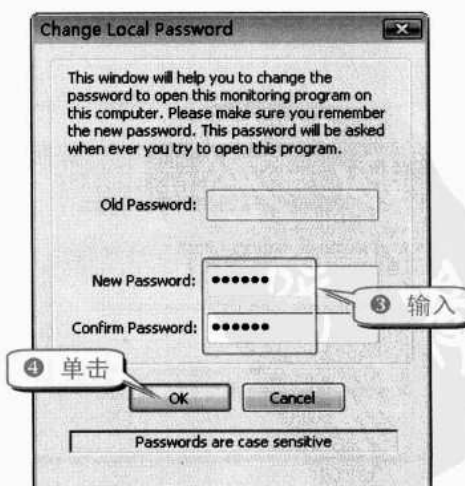 Change Local Password
This window will help you to change the
password to open this monitoring program on
this computer. Please make sure you remember
the new password. This password will be asked
when ever you try to open this program.
Old Password:
New Password: ●●●●●●
❸ 输入
Confirm Password: ●●●●●●
❹ 单击
OK Cancel
Passwords are case sensitive